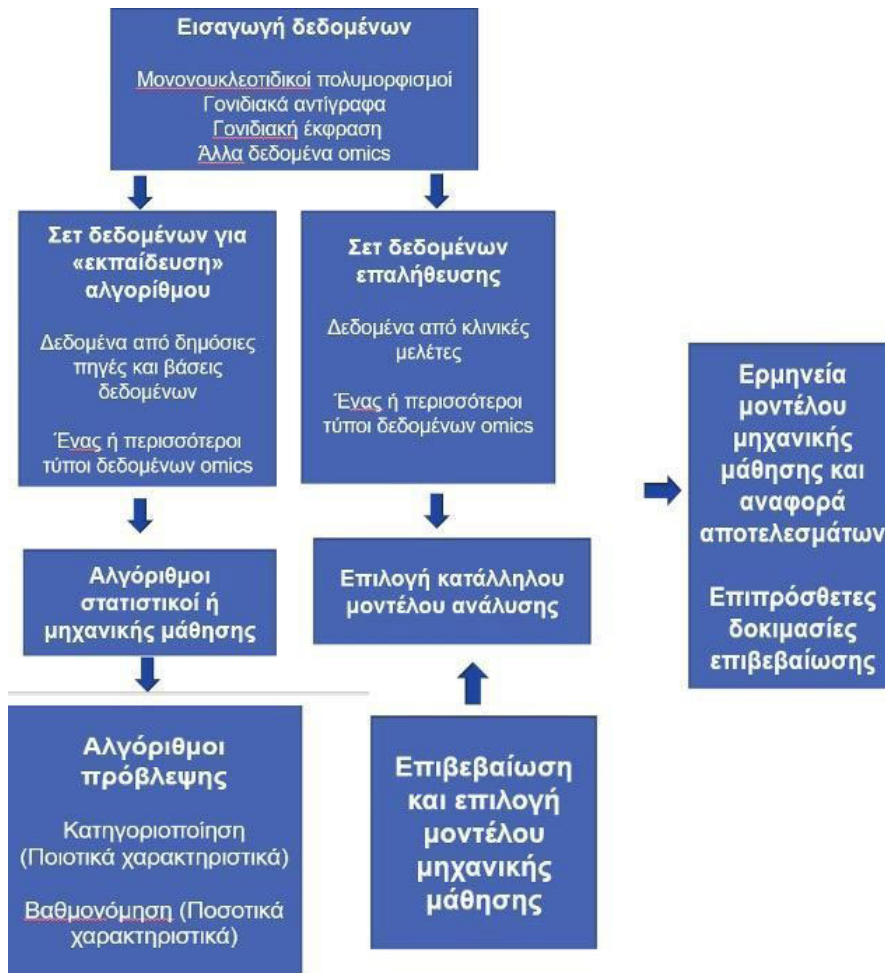 Εισαγωγή δεδομένων
Μονονουκλεοτιδικοί πολυμορφισμοί
Γονιδιακά αντίγραφα
Γονιδιακή έκφραση
Άλλα δεδομένα omics
Σετ δεδομένων για
«εκπαίδευση»
αλγορίθμου
Δεδομένα από δημόσιες
πηγές και βάσεις
δεδομένων
Ένας ή περισσότεροι
τύποι δεδομένων omics
Σετ δεδομένων
επαλήθευσης
Δεδομένα από κλινικές
μελέτες
Ένας ή περισσότεροι
τύποι δεδομένων omics
Αλγόριθμοι
στατιστικοί ή
μηχανικής μάθησης
Επιλογή κατάλληλου
μοντέλου ανάλυσης
Αλγόριθμοι
πρόβλεψης
Κατηγοριοποίηση
(Ποιοτικά χαρακτηριστικά)
Βαθμονόμηση (Ποσοτικά
χαρακτηριστικά)
Επιβεβαίωση
και επιλογή
μοντέλου
μηχανικής
μάθησης
Ερμηνεία
μοντέλου
μηχανικής
μάθησης και
αναφορά
αποτελεσμάτων
Επιπρόσθετες
δοκιμασίες
επιβεβαίωσης